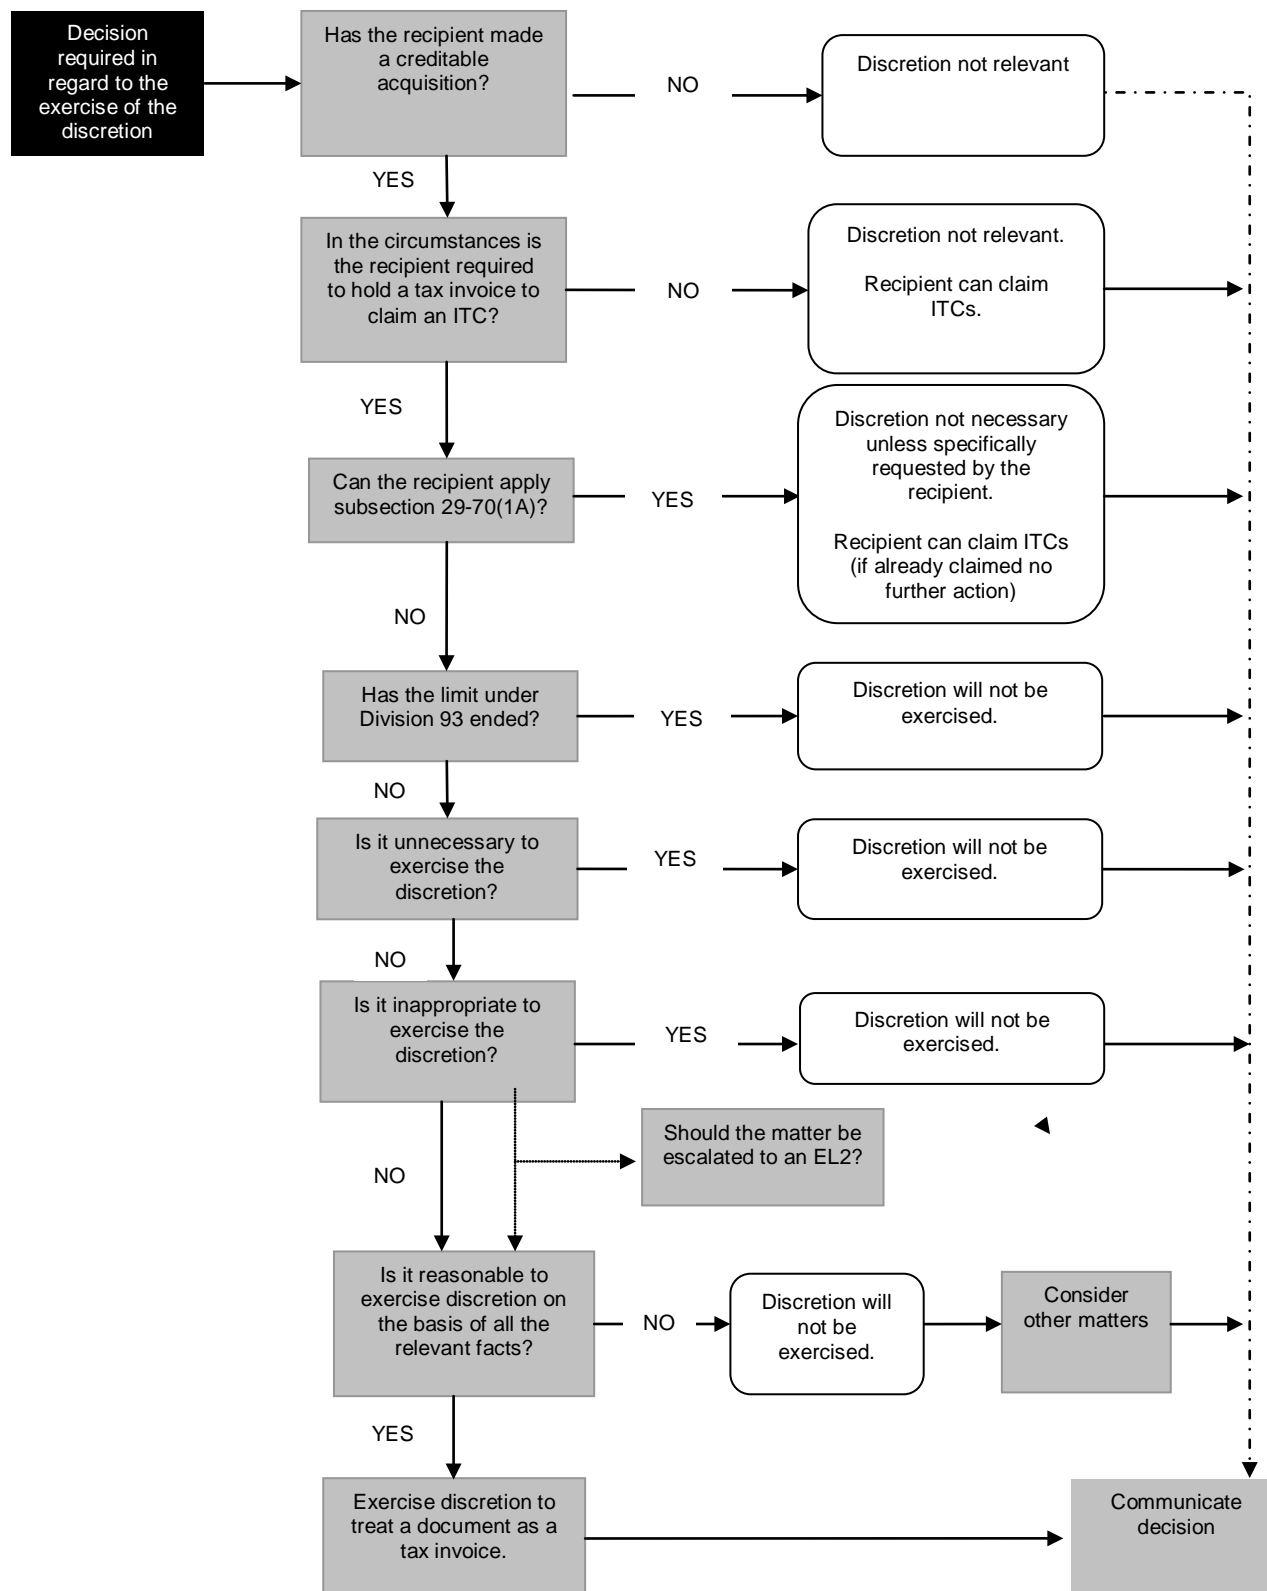 Decision
required in
regard to the
exercise of the
discretion
Has the recipient made
a creditable
acquisition?
NO
Discretion not relevant
YES
In the circumstances is
the recipient required
to hold a tax invoice to
claim an ITC?
NO
Discretion not relevant.
Recipient can claim
ITCs.
YES
Can the recipient apply
subsection 29-70(1A)?
YES
Discretion not necessary
unless specifically
requested by the
recipient.
Recipient can claim ITCs
(if already claimed no
further action)
NO
Has the limit under
Division 93 ended?
YES
Discretion will not be
exercised.
NO
Is it unnecessary to
exercise the
discretion?
YES
Discretion will not be
exercised.
NO
Is it inappropriate to
exercise the
discretion?
YES
Discretion will not be
exercised.
Should the matter be
escalated to an EL2?
NO
Is it reasonable to
exercise discretion on
the basis of all the
relevant facts?
NO
Discretion will
not be
exercised.
Consider
other matters
YES
Exercise discretion to
treat a document as a
tax invoice.
Communicate
decision